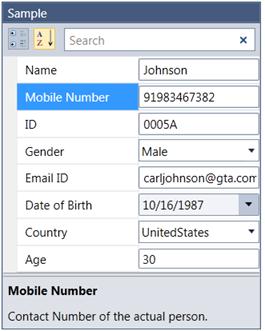 Sample
A Z Search
Name Johnson
Mobile Number 91983467382
ID 0005A
Gender Male
Email ID carljohnson@gta.com
Date of Birth 10/16/1987
Country UnitedStates
Age 30
Mobile Number
Contact Number of the actual person.